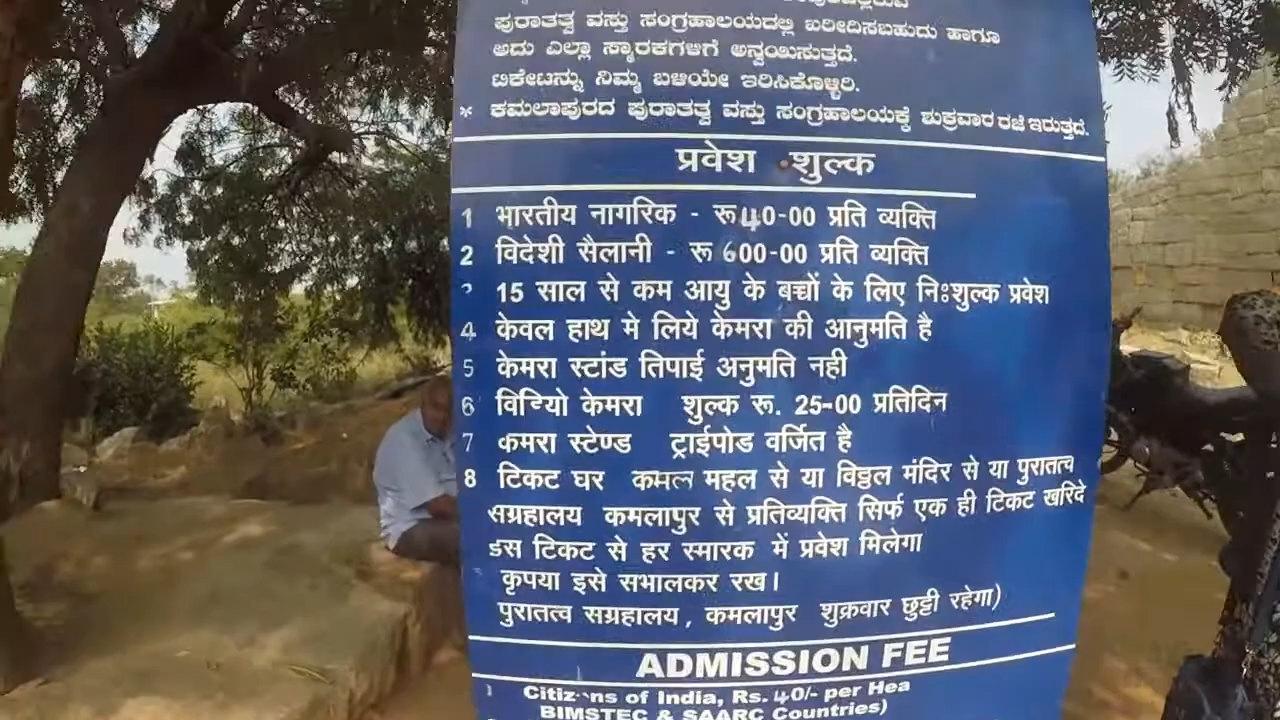 ಪುರಾತತ್ವ ವಸ್ತು ಸಂಗ್ರಹಾಲಯದಲ್ಲಿ ಖರೀದಿಸಬಹುದು ಹಾಗೂ
ಅದು ಎಲ್ಲಾ ಸ್ಮಾರಕಗಳಿಗೆ ಅನ್ವಯಿಸುತ್ತದೆ.
ಟಿಕೇಟನ್ನು ನಿಮ್ಮ ಬಳಿಯೇ ಇರಿಸಿಕೊಳ್ಳಿರಿ.
* ಕಮಲಾಪುರದ ಪುರಾತತ್ವ ವಸ್ತು ಸಂಗ್ರಹಾಲಯಕ್ಕೆ ಶುಕ್ರವಾರ ರಜೆ ಇರುತ್ತದೆ.
प्रवेश शुल्क
1 भारतीय नागरिक - रू40-00 प्रति व्यक्ति
2 विदेशी सैलानी - रू 600-00 प्रति व्यक्ति
15 साल से कम आयु के बच्चों के लिए निःशुल्क प्रवेश
4 केवल हाथ मे लिये केमरा की आनुमति है
5 केमरा स्टांड तिपाई अनुमति नही
6 केमरा शुल्क रू. 25-00 प्रतिदिन
7 कमरा स्टेण्ड ट्राईपोड वर्जित है
8 टिकट घर कमल महल से या विठ्ठल मंदिर से या पुरातत्व
सग्रहालय कमलापुर से प्रतिव्यक्ति सिर्फ एक ही टिकट खरिदे
इस टिकट से हर स्मारक में प्रवेश मिलेगा
कृपया इसे सभालकर रख।
पुरातत्व सग्रहालय, कमलापुर शुक्रवार छुट्टी रहेगा)
ADMISSION FEE
Citizens of India, Rs. 40/- per Hea
BIMSTEC & SAARC Countries)